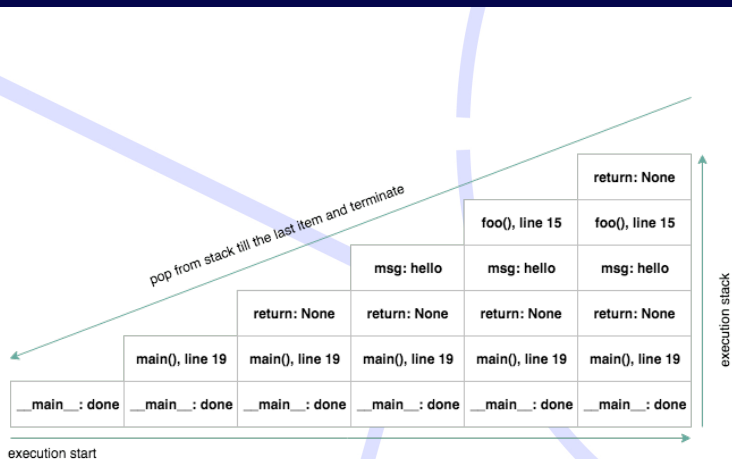 return: None
foo(), line 15 foo(), line 15
pop from stack till the last item and terminate
msg: hello msg: hello msg: hello
return: None return: None return: None return: None
main(), line 19 main(), line 19 main(), line 19 main(), line 19 main(), line 19
__main__: done __main__: done __main__: done __main__: done __main__: done __main__: done
execution stack
execution start